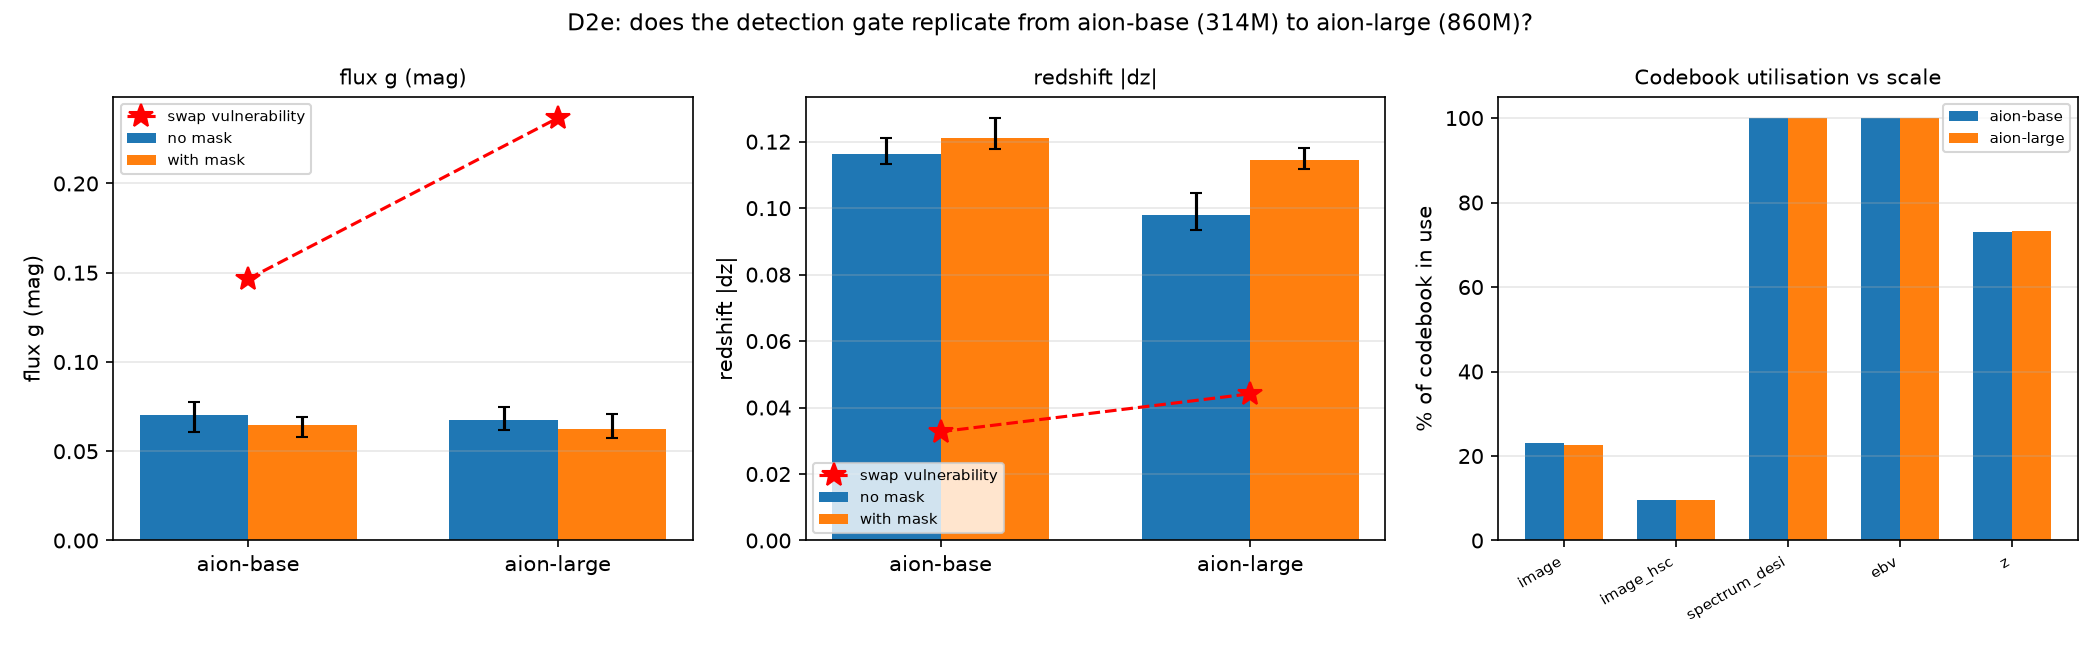 D2e: does the detection gate replicate from aion-base (314M) to aion-large (860M)?
flux g (mag)
swap vulnerability
no mask
with mask
flux g (mag)
0.20
0.15
0.10
0.05
0.00
aion-base
aion-large
redshift |dz|
redshift |dz|
0.12
0.10
0.08
0.06
0.04
0.02
0.00
swap vulnerability
no mask
with mask
aion-base
aion-large
Codebook utilisation vs scale
aion-base
aion-large
% of codebook in use
100
80
60
40
20
0
image
image_hsc
spectrum_desi
ebv
z